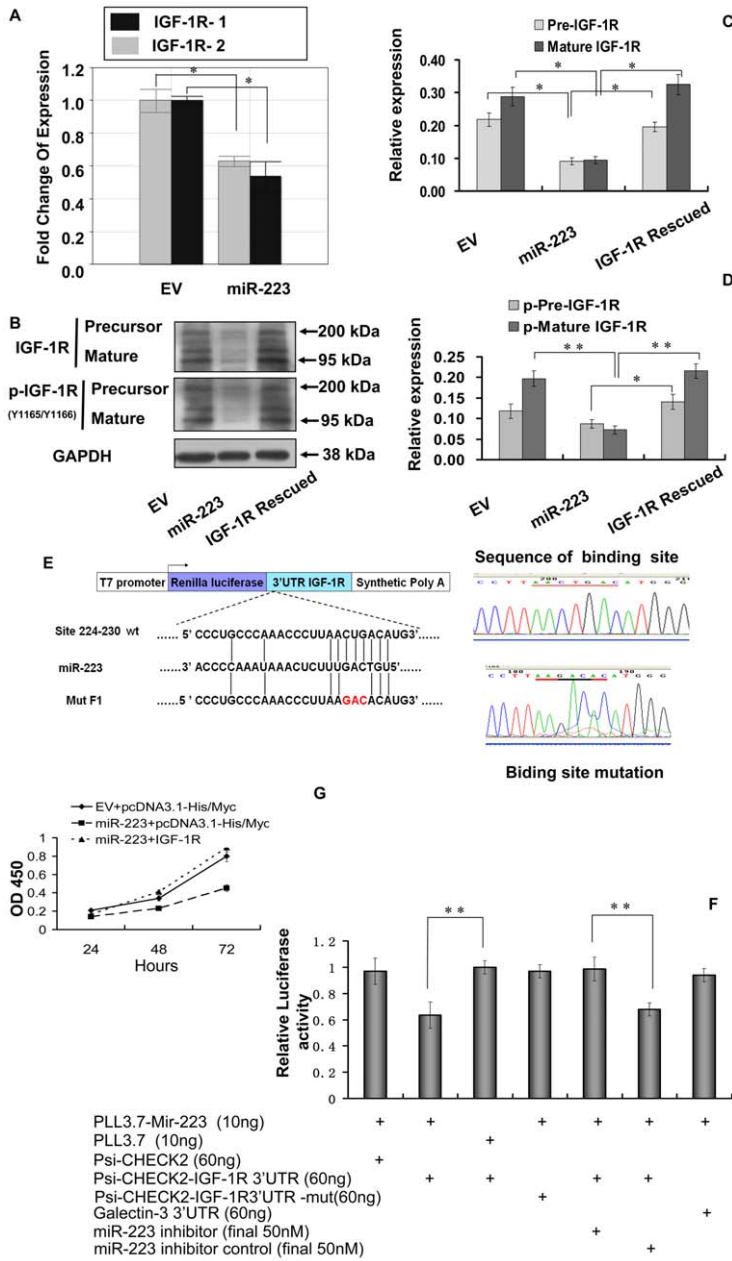 A
IGF-1R- 1
IGF-1R- 2
Fold Change Of Expression
1.2
1.0
0.8
0.6
0.4
0.2
0.0
*
*
EV
miR-223
C
Pre-IGF-1R
Mature IGF-1R
Relative expression
0.40
0.30
0.20
0.10
0.00
*
*
*
*
EV
miR-223
IGF-1R Rescued
B
IGF-1R
Precursor
Mature
200 kDa
95 kDa
p-IGF-1R
(Y1165/Y1166)
Precursor
Mature
200 kDa
95 kDa
GAPDH
38 kDa
EV
miR-223
IGF-1R Rescued
D
p-Pre-IGF-1R
p-Mature IGF-1R
Relative expression
0.25
0.20
0.15
0.10
0.05
0.00
**
**
*
EV
miR-223
IGF-1R Rescued
E
T7 promoter Renilla luciferase 3'UTR IGF-1R Synthetic Poly A
Site 224-230 wt ...... 5' CCCUGCCCAAACCCUUAACUGACAUG3'......
miR-223 ......3' ACCCCAAAUAAACUCUUUGACTGU5'......
Mut F1 ......5 ' CCCUGCCCAAACCCUUAAGACACAUG3' ......
Sequence of binding site
C C T T A A C T G A C A T G G G
C C T T A A G A C A C A T G G G
180 190
Biding site mutation
G
EV+pcDNA3.1-His/Myc
miR-223+pcDNA3.1-His/Myc
miR-223+IGF-1R
OD 450
1
0.8
0.6
0.4
0.2
0
24 48 72
Hours
F
Relative Luciferase activity
1.2
1
0.8
0.6
0.4
0.2
0
**
**
PLL3.7-Mir-223 (10ng) + + + + + +
PLL3.7 (10ng) +
Psi-CHECK2 (60ng) +
Psi-CHECK2-IGF-1R 3'UTR (60ng) + + + +
Psi-CHECK2-IGF-1R3'UTR -mut(60ng) +
Galectin-3 3'UTR (60ng) +
miR-223 inhibitor (final 50nM) +
miR-223 inhibitor control (final 50nM) +